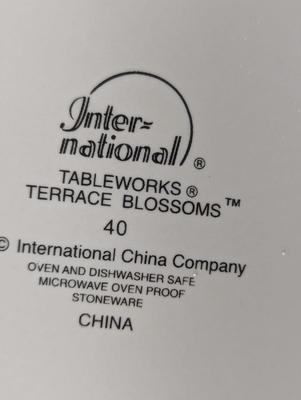 Inter-
national ®
TABLEWORKS ®
TERRACE BLOSSOMS™
40
© International China Company
OVEN AND DISHWASHER SAFE
MICROWAVE OVEN PROOF
STONEWARE
CHINA